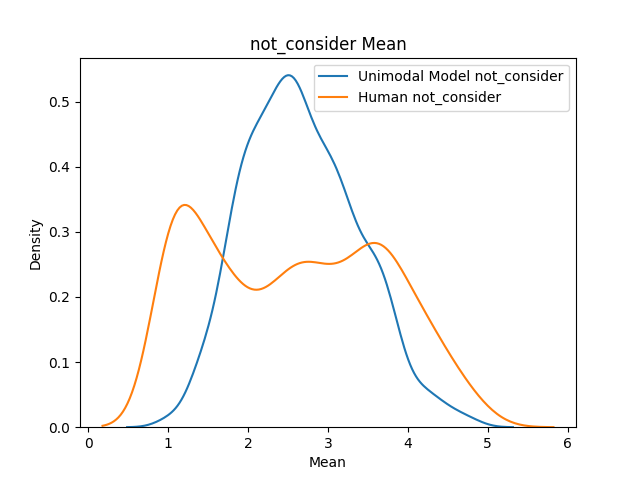 not_consider Mean
Unimodal Model not_consider
Human not_consider
Density
0.5
0.4
0.3
0.2
0.1
0.0
0 1 2 3 4 5 6
Mean